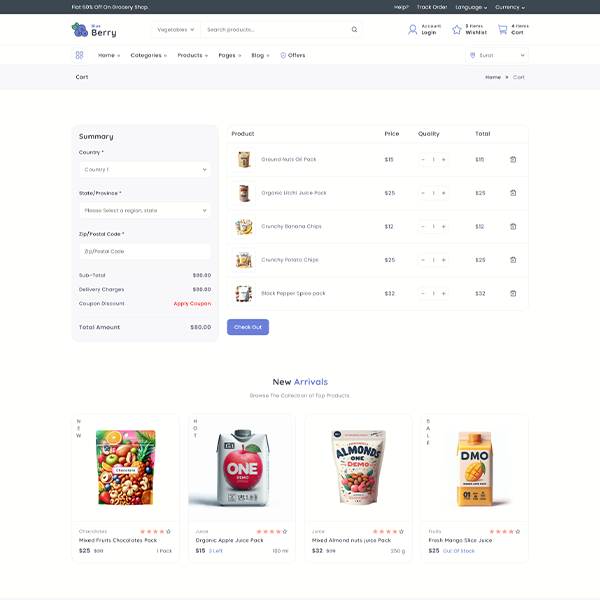 Flat 50% Off On Grocery Shop.
Help? Track Order Language Currency
Blue
Berry
Vegetables Search products...
Account
Login
3 Items
Wishlist
4 Items
Cart
Home Categories Products Pages Blog Offers Surat
Cart
Home » Cart
Summary
Country *
Country 1
State/Province *
Please Select a region, state
Zip/Postal Code *
Zip/Postal Code
Sub-Total $80.00
Delivery Charges $80.00
Coupon Discount Apply Coupon
Total Amount $80.00
Product Price Quality Total
Ground Nuts Oil Pack $15 - 1 + $15
Organic Litchi Juice Pack $25 - 1 + $25
Crunchy Banana Chips $12 - 1 + $12
Crunchy Potato Chips $25 - 1 + $25
Black Pepper Spice pack $32 - 1 + $32
Check Out
New Arrivals
Browse The Collection of Top Products.
NEW
Chocolate
Chocolates
Mixed Fruits Chocolates Pack
$25 $30 1 Pack
HOT
ONE
DEMO
Juice
Organic Apple Juice Pack
$15 3 Left 100 ml
ALMONDS
ONE
DEMO
Juice
Mixed Almond nuts juice Pack
$32 250 g
SALE
DMO
Fruits
Fresh Mango Slice Juice
$25 Out Of Stock